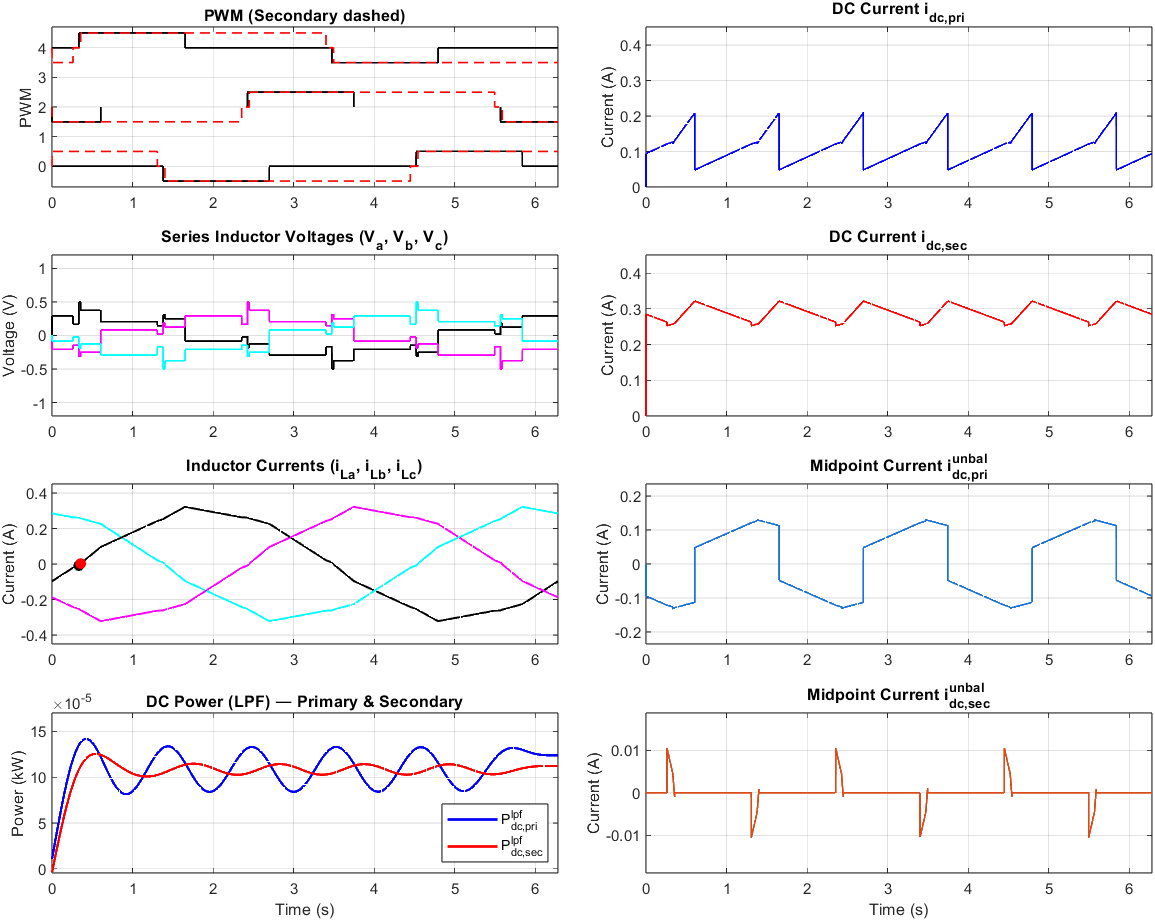 PWM (Secondary dashed)
PWM
4
3
2
1
0
0 1 2 3 4 5 6
DC Current i_dc,pri
Current (A)
0.4
0.3
0.2
0.1
0
0 1 2 3 4 5 6
Series Inductor Voltages (V_a, V_b, V_c)
Voltage (V)
1
0.5
0
-0.5
-1
0 1 2 3 4 5 6
DC Current i_dc,sec
Current (A)
0.4
0.3
0.2
0.1
0
0 1 2 3 4 5 6
Inductor Currents (i_La, i_Lb, i_Lc)
Current (A)
0.4
0.2
0
-0.2
-0.4
0 1 2 3 4 5 6
Midpoint Current i_dc,pri^unbal
Current (A)
0.2
0.1
0
-0.1
-0.2
0 1 2 3 4 5 6
DC Power (LPF) — Primary & Secondary
×10^-5
Power (kW)
15
10
5
0
P_dc,pri^lpf
P_dc,sec^lpf
0 1 2 3 4 5 6
Time (s)
Midpoint Current i_dc,sec^unbal
Current (A)
0.01
0
-0.01
0 1 2 3 4 5 6
Time (s)